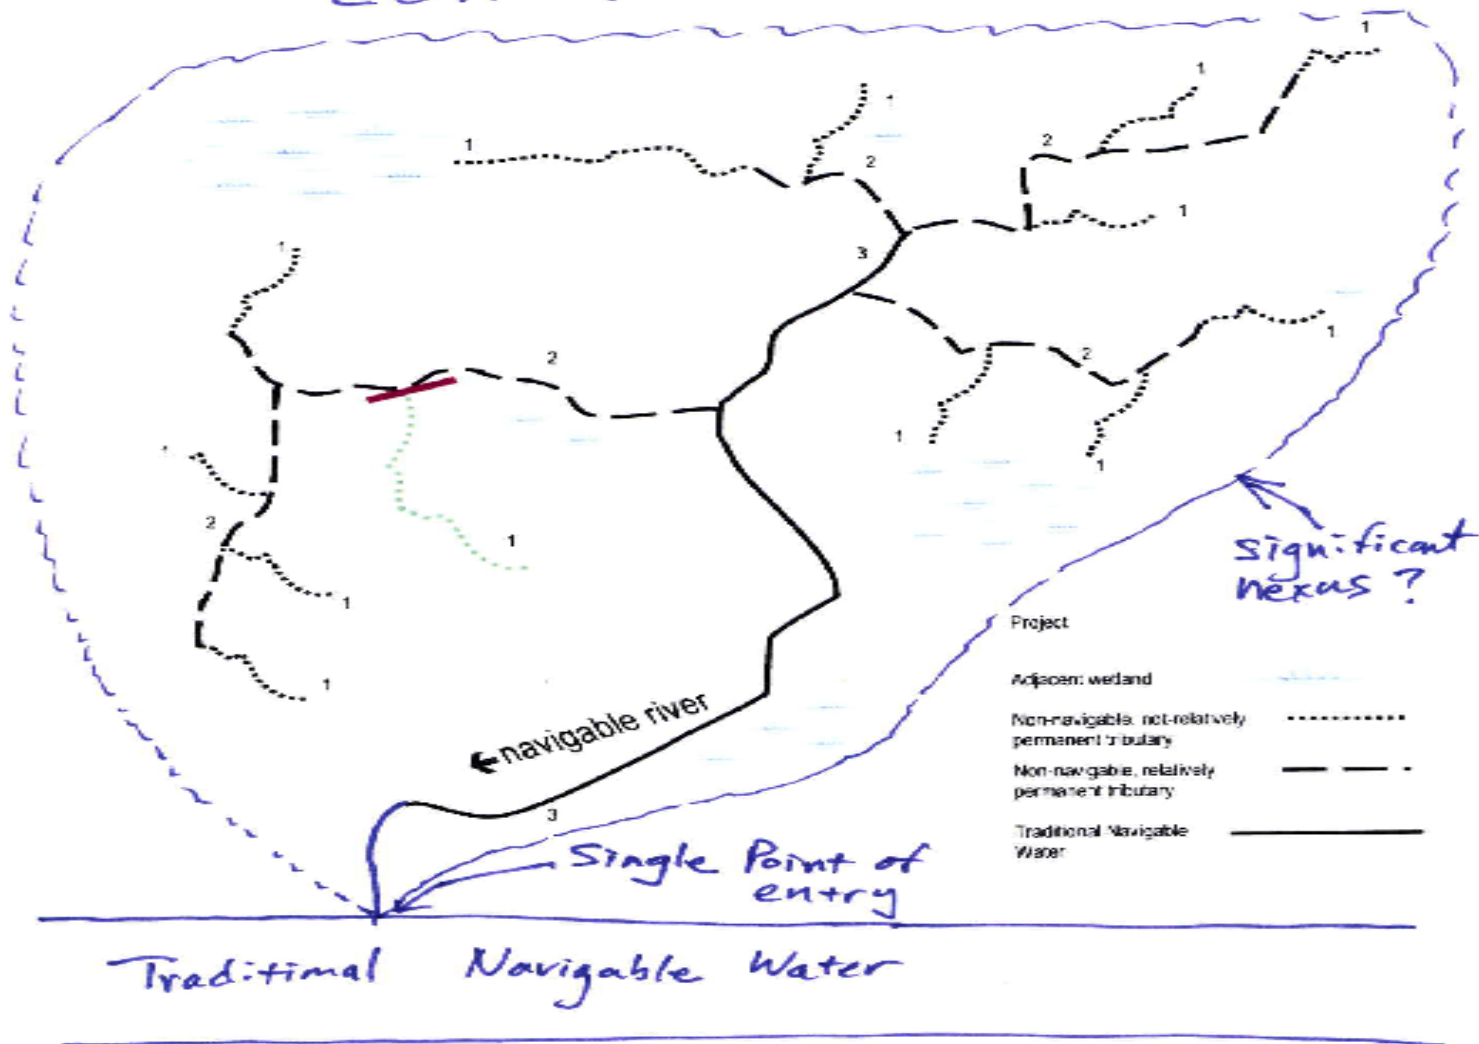 1
1
1
1
2
2
1
1
3
1
2
1
2
1
1
2
1
1
1
significant
nexus ?
Project
Adjacent wetland
Non-navigable, not-relatively
permanent tributary
Non-navigable, relatively
permanent tributary
Traditional Navigable
Water
1
←navigable river
3
Single Point of
entry
Traditimal Navigable Water